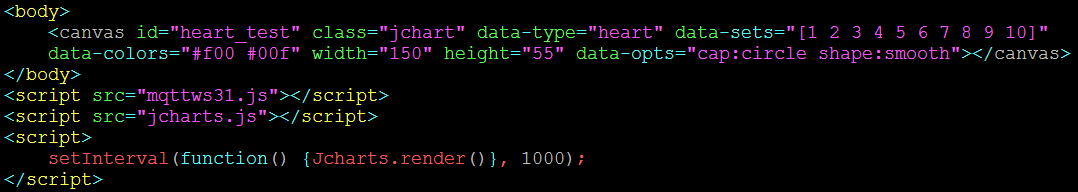 <body>
    <canvas id="heart_test" class="jchart" data-type="heart" data-sets="[1 2 3 4 5 6 7 8 9 10]"
    data-colors="#f00 #00f" width="150" height="55" data-opts="cap:circle shape:smooth"></canvas>
</body>
<script src="mqttws31.js"></script>
<script src="jcharts.js"></script>
<script>
    setInterval(function() {Jcharts.render()}, 1000);
</script>